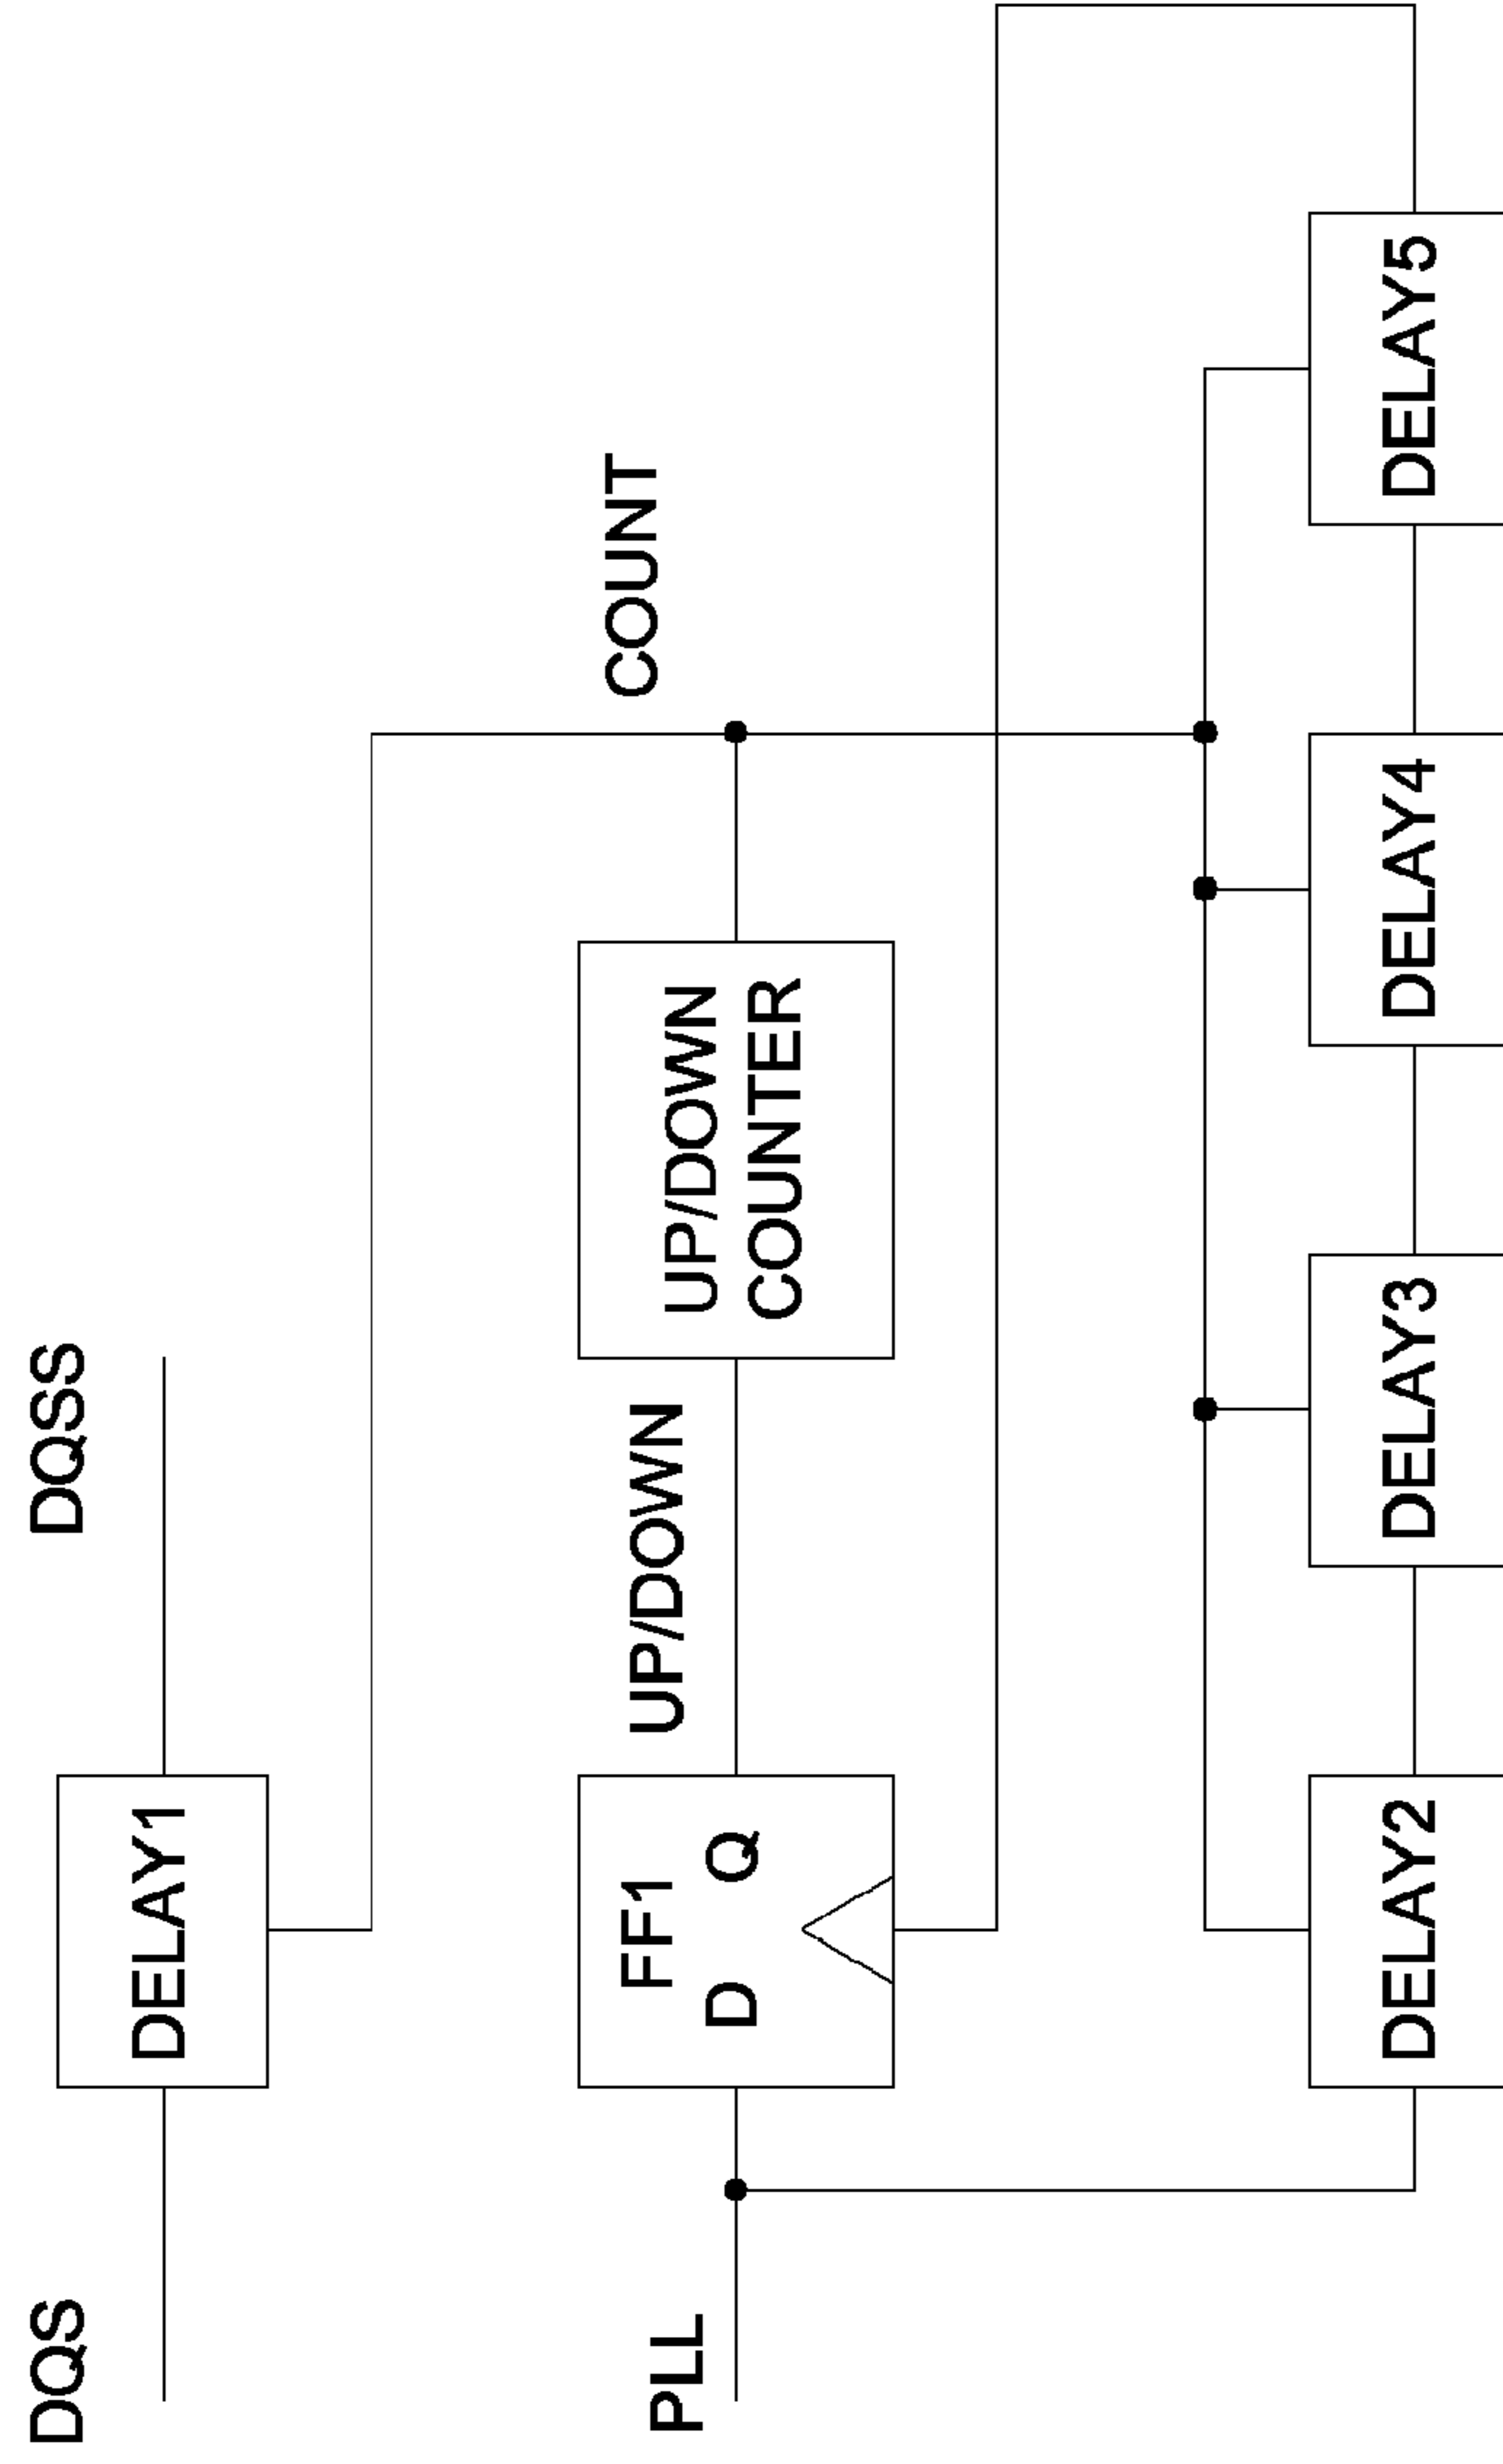 DQS
DQSS
DELAY1
COUNT
PLL
UP/DOWN
FF1
D Q
UP/DOWN
COUNTER
DELAY2
DELAY3
DELAY4
DELAY5